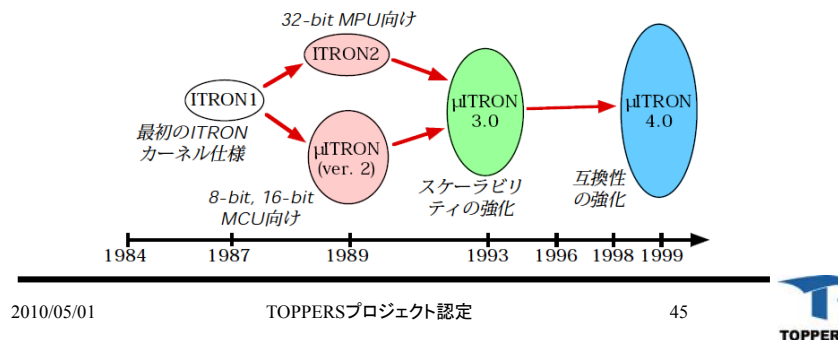 32-bit MPU向け
ITRON2
ITRON1
最初のITRON
カーネル仕様
μITRON
(ver. 2)
8-bit, 16-bit
MCU向け
μITRON
3.0
スケーラビリ
ティの強化
μITRON
4.0
互換性
の強化
1984 1987 1989 1993 1996 1998 1999
2010/05/01 TOPPERSプロジェクト認定 45
TOPPER